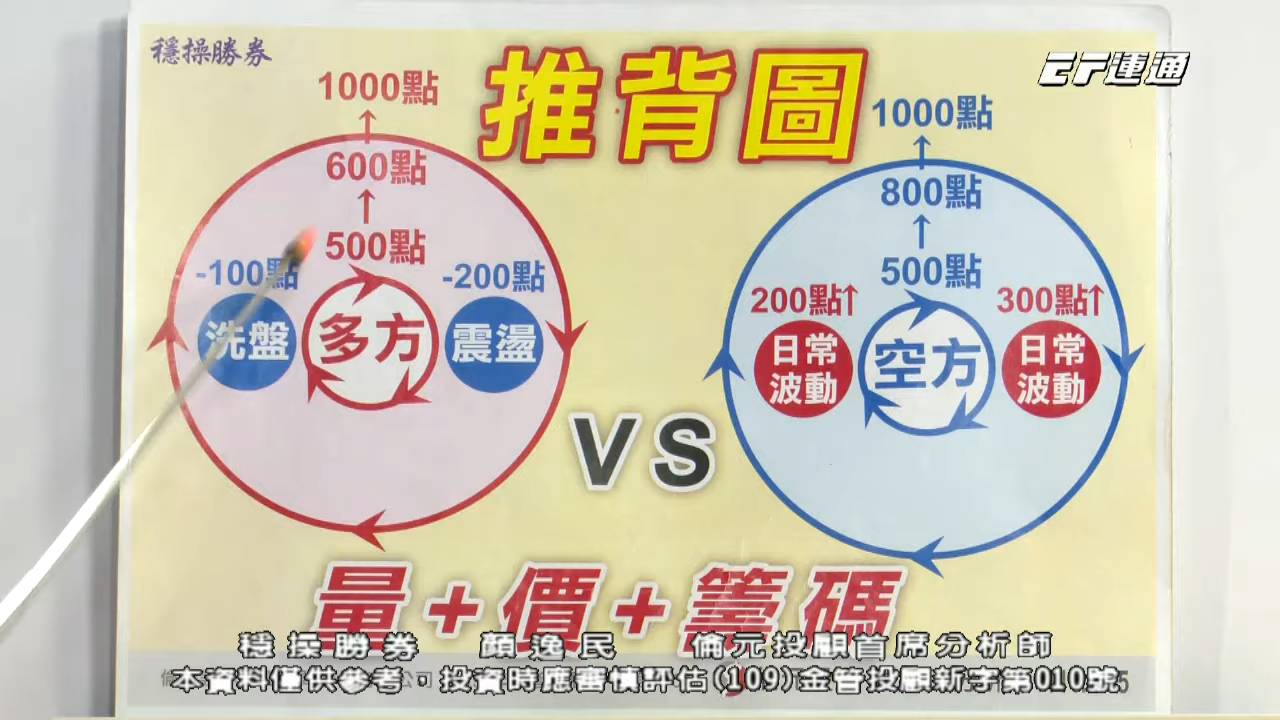 穩操勝券
推背圖
EF運通
1000點
600點
500點
-100點
洗盤
多方
-200點
震盪
VS
1000點
800點
500點
200點↑
日常
波動
空方
300點↑
日常
波動
量+價+籌碼
穩操勝券 顏逸民 倫元投顧首席分析師
本資料僅供參考。投資時應審慎評估(109)金管投顧新字第010號